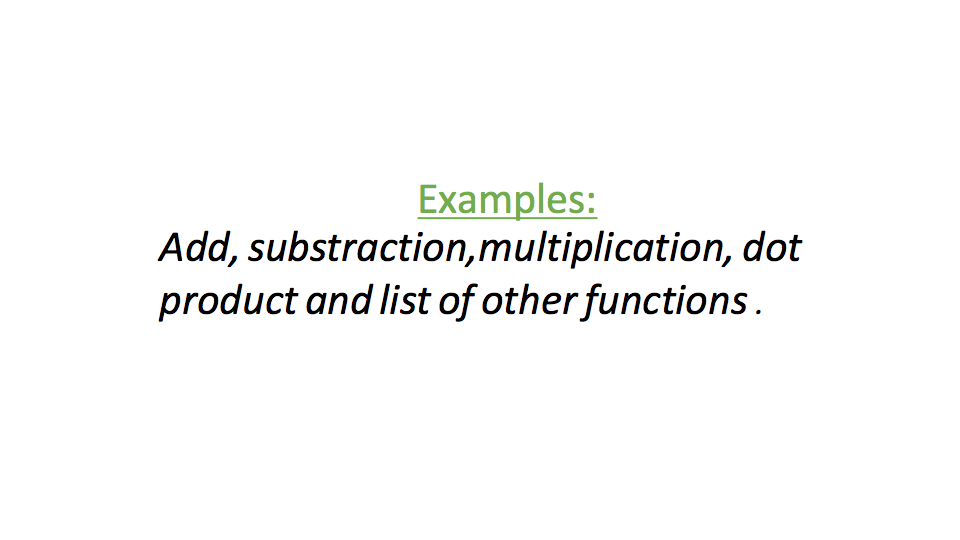 Examples:
Add, substraction,multiplication, dot
product and list of other functions .